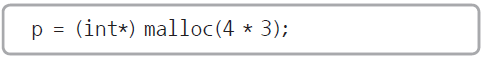 p = (int*) malloc(4 * 3);